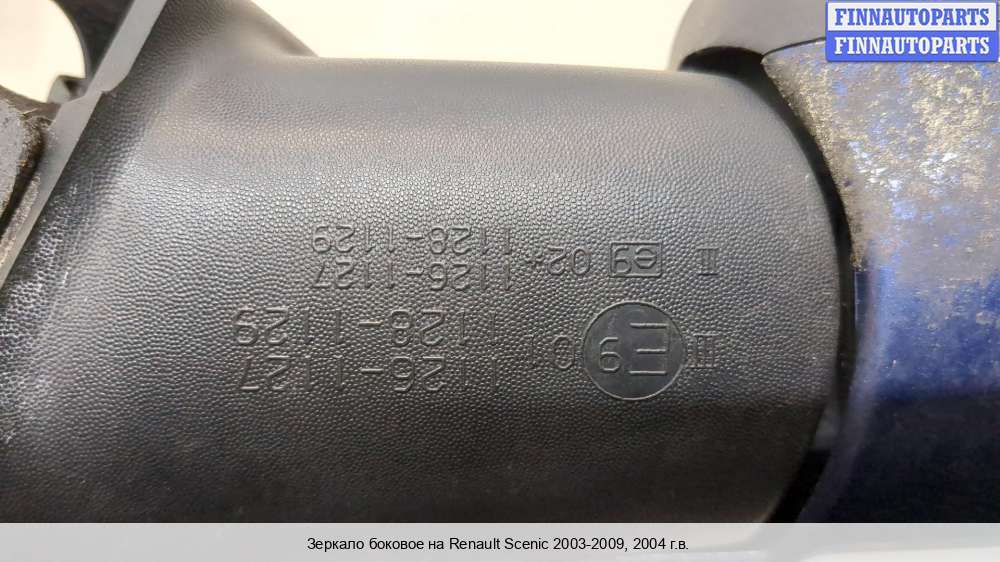 FINNAUTOPARTS
FINNAUTOPARTS
III E9 01 1126-1127
1128-1129
II e9 02* 1126-1127
1128-1129
Зеркало боковое на Renault Scenic 2003-2009, 2004 г.в.